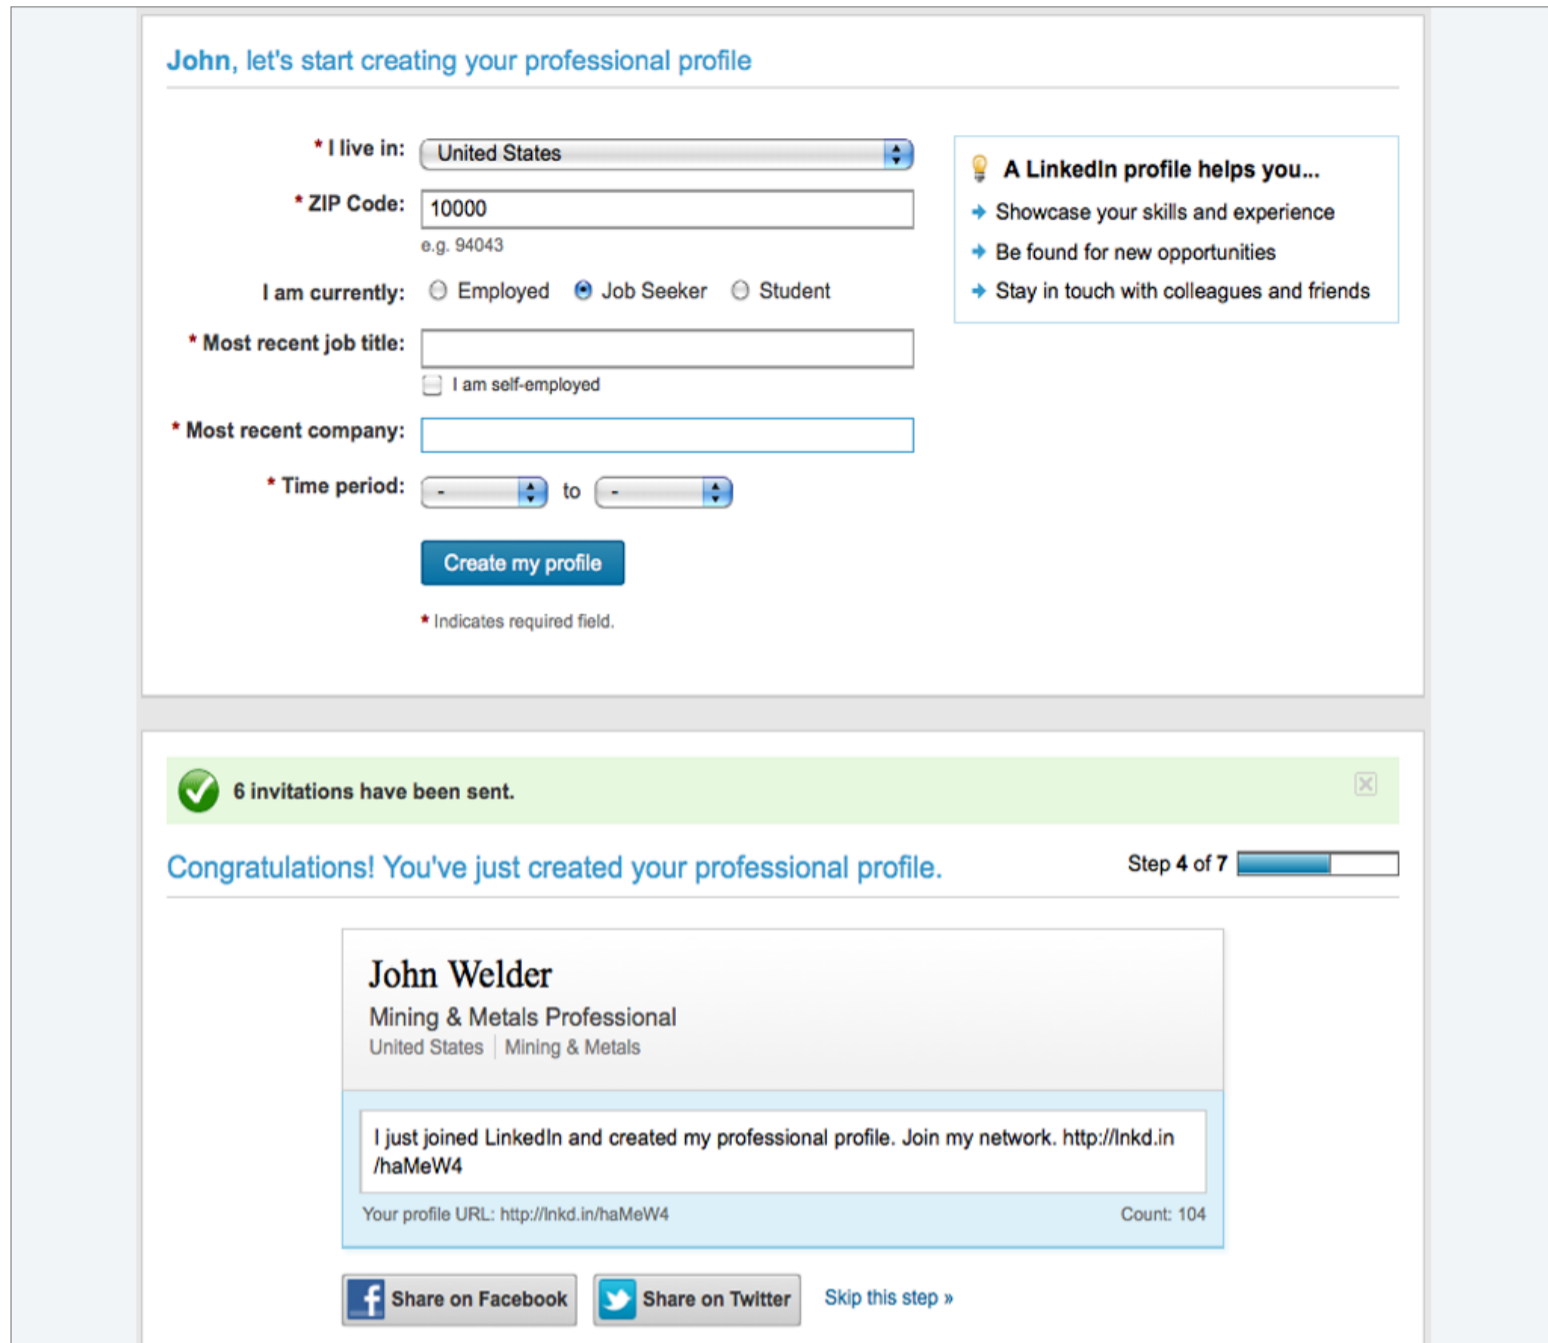 John, let's start creating your professional profile
* I live in: United States
* ZIP Code: 10000
e.g. 94043
I am currently: Employed Job Seeker Student
* Most recent job title:
I am self-employed
* Most recent company:
* Time period: - to -
Create my profile
* Indicates required field.
A LinkedIn profile helps you...
Showcase your skills and experience
Be found for new opportunities
Stay in touch with colleagues and friends
6 invitations have been sent.
Congratulations! You've just created your professional profile.
Step 4 of 7
John Welder
Mining & Metals Professional
United States | Mining & Metals
I just joined LinkedIn and created my professional profile. Join my network. http://lnkd.in
/haMeW4
Your profile URL: http://lnkd.in/haMeW4
Count: 104
Share on Facebook Share on Twitter Skip this step »